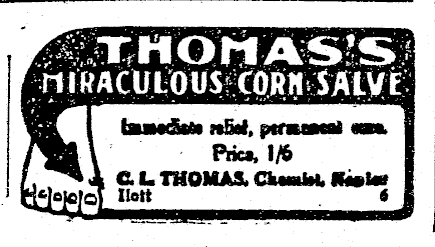 THOMAS'S
MIRACULOUS CORN SALVE
Immediate relief, permanent cure.
Price, 1/6
C. L. THOMAS, Chemist, Napier
Ilott 6